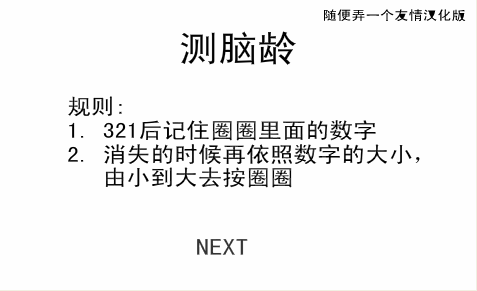 随便弄一个友情汉化版
测脑龄
规则:
1. 321后记住圈圈里面的数字
2. 消失的时候再依照数字的大小,
由小到大去按圈圈
NEXT